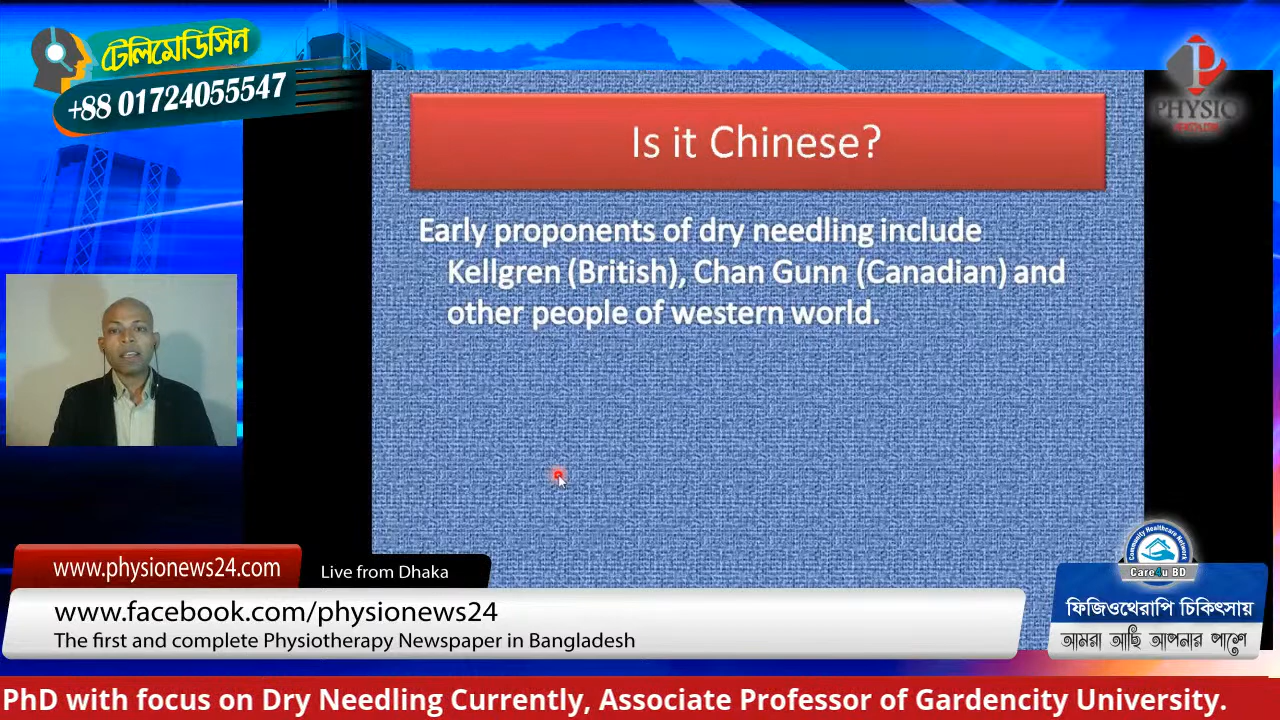 টেলিমেডিসিন
+88 01724055547
PHYSIO
Is it Chinese?
Early proponents of dry needling include
Kellgren (British), Chan Gunn (Canadian) and
other people of western world.
www.physionews24.com
Live from Dhaka
www.facebook.com/physionews24
The first and complete Physiotherapy Newspaper in Bangladesh
Community Healthcare Network
Care4u BD
ফিজিওথেরাপি চিকিৎসায়
আমরা আছি আপনার পাশে
PhD with focus on Dry Needling Currently, Associate Professor of Gardencity University.